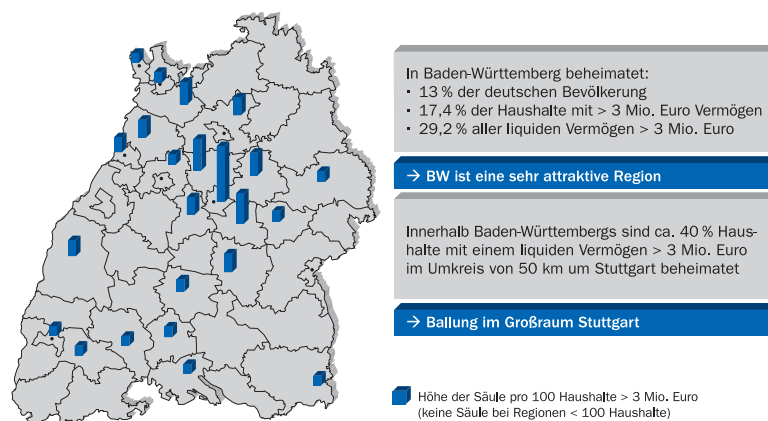 In Baden-Württemberg beheimatet:
· 13 % der deutschen Bevölkerung
· 17,4 % der Haushalte mit > 3 Mio. Euro Vermögen
· 29,2 % aller liquiden Vermögen > 3 Mio. Euro
→ BW ist eine sehr attraktive Region
Innerhalb Baden-Württembergs sind ca. 40 % Haus-
halte mit einem liquiden Vermögen > 3 Mio. Euro
im Umkreis von 50 km um Stuttgart beheimatet
→ Ballung im Großraum Stuttgart
Höhe der Säule pro 100 Haushalte > 3 Mio. Euro
(keine Säule bei Regionen < 100 Haushalte)